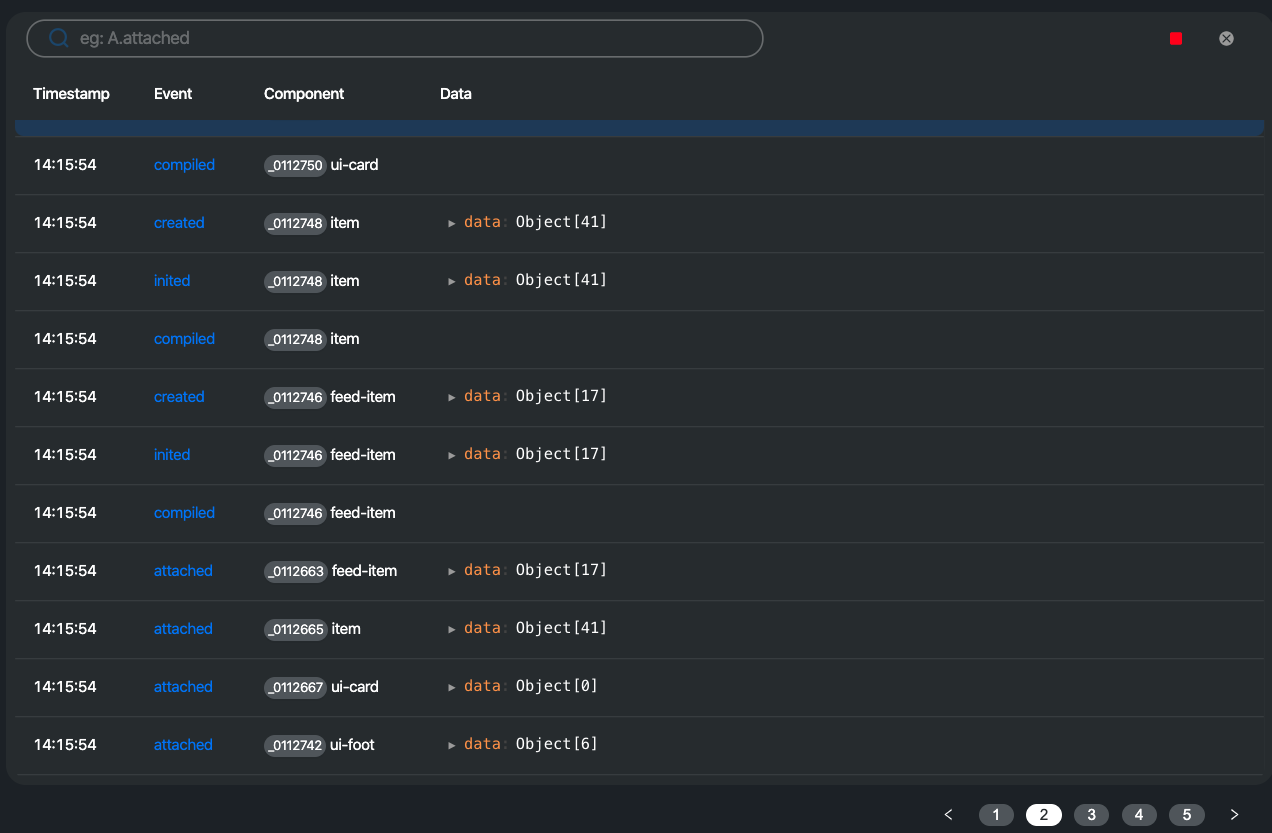 eg: A.attached
Timestamp Event Component Data
14:15:54 compiled _0112750 ui-card
14:15:54 created _0112748 item ▸ data: Object[41]
14:15:54 inited _0112748 item ▸ data: Object[41]
14:15:54 compiled _0112748 item
14:15:54 created _0112746 feed-item ▸ data: Object[17]
14:15:54 inited _0112746 feed-item ▸ data: Object[17]
14:15:54 compiled _0112746 feed-item
14:15:54 attached _0112663 feed-item ▸ data: Object[17]
14:15:54 attached _0112665 item ▸ data: Object[41]
14:15:54 attached _0112667 ui-card ▸ data: Object[0]
14:15:54 attached _0112742 ui-foot ▸ data: Object[6]
< 1 2 3 4 5 >